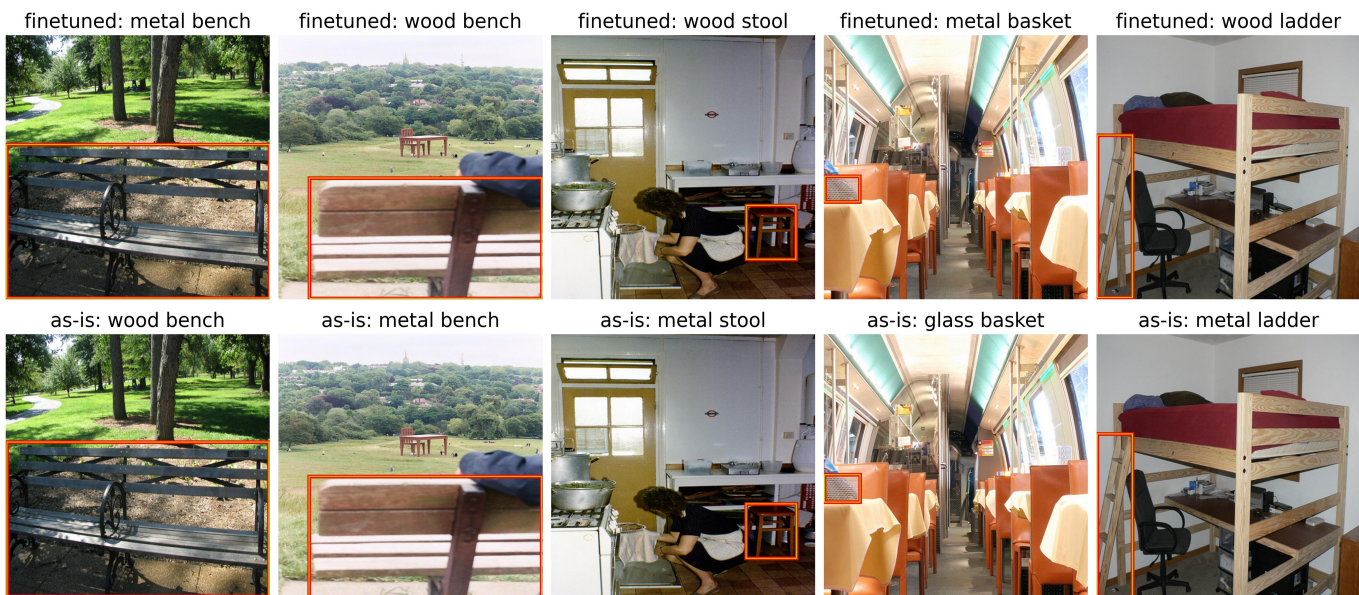 finetuned: metal bench
finetuned: wood bench
finetuned: wood stool
finetuned: metal basket
finetuned: wood ladder
as-is: wood bench
as-is: metal bench
as-is: metal stool
as-is: glass basket
as-is: metal ladder